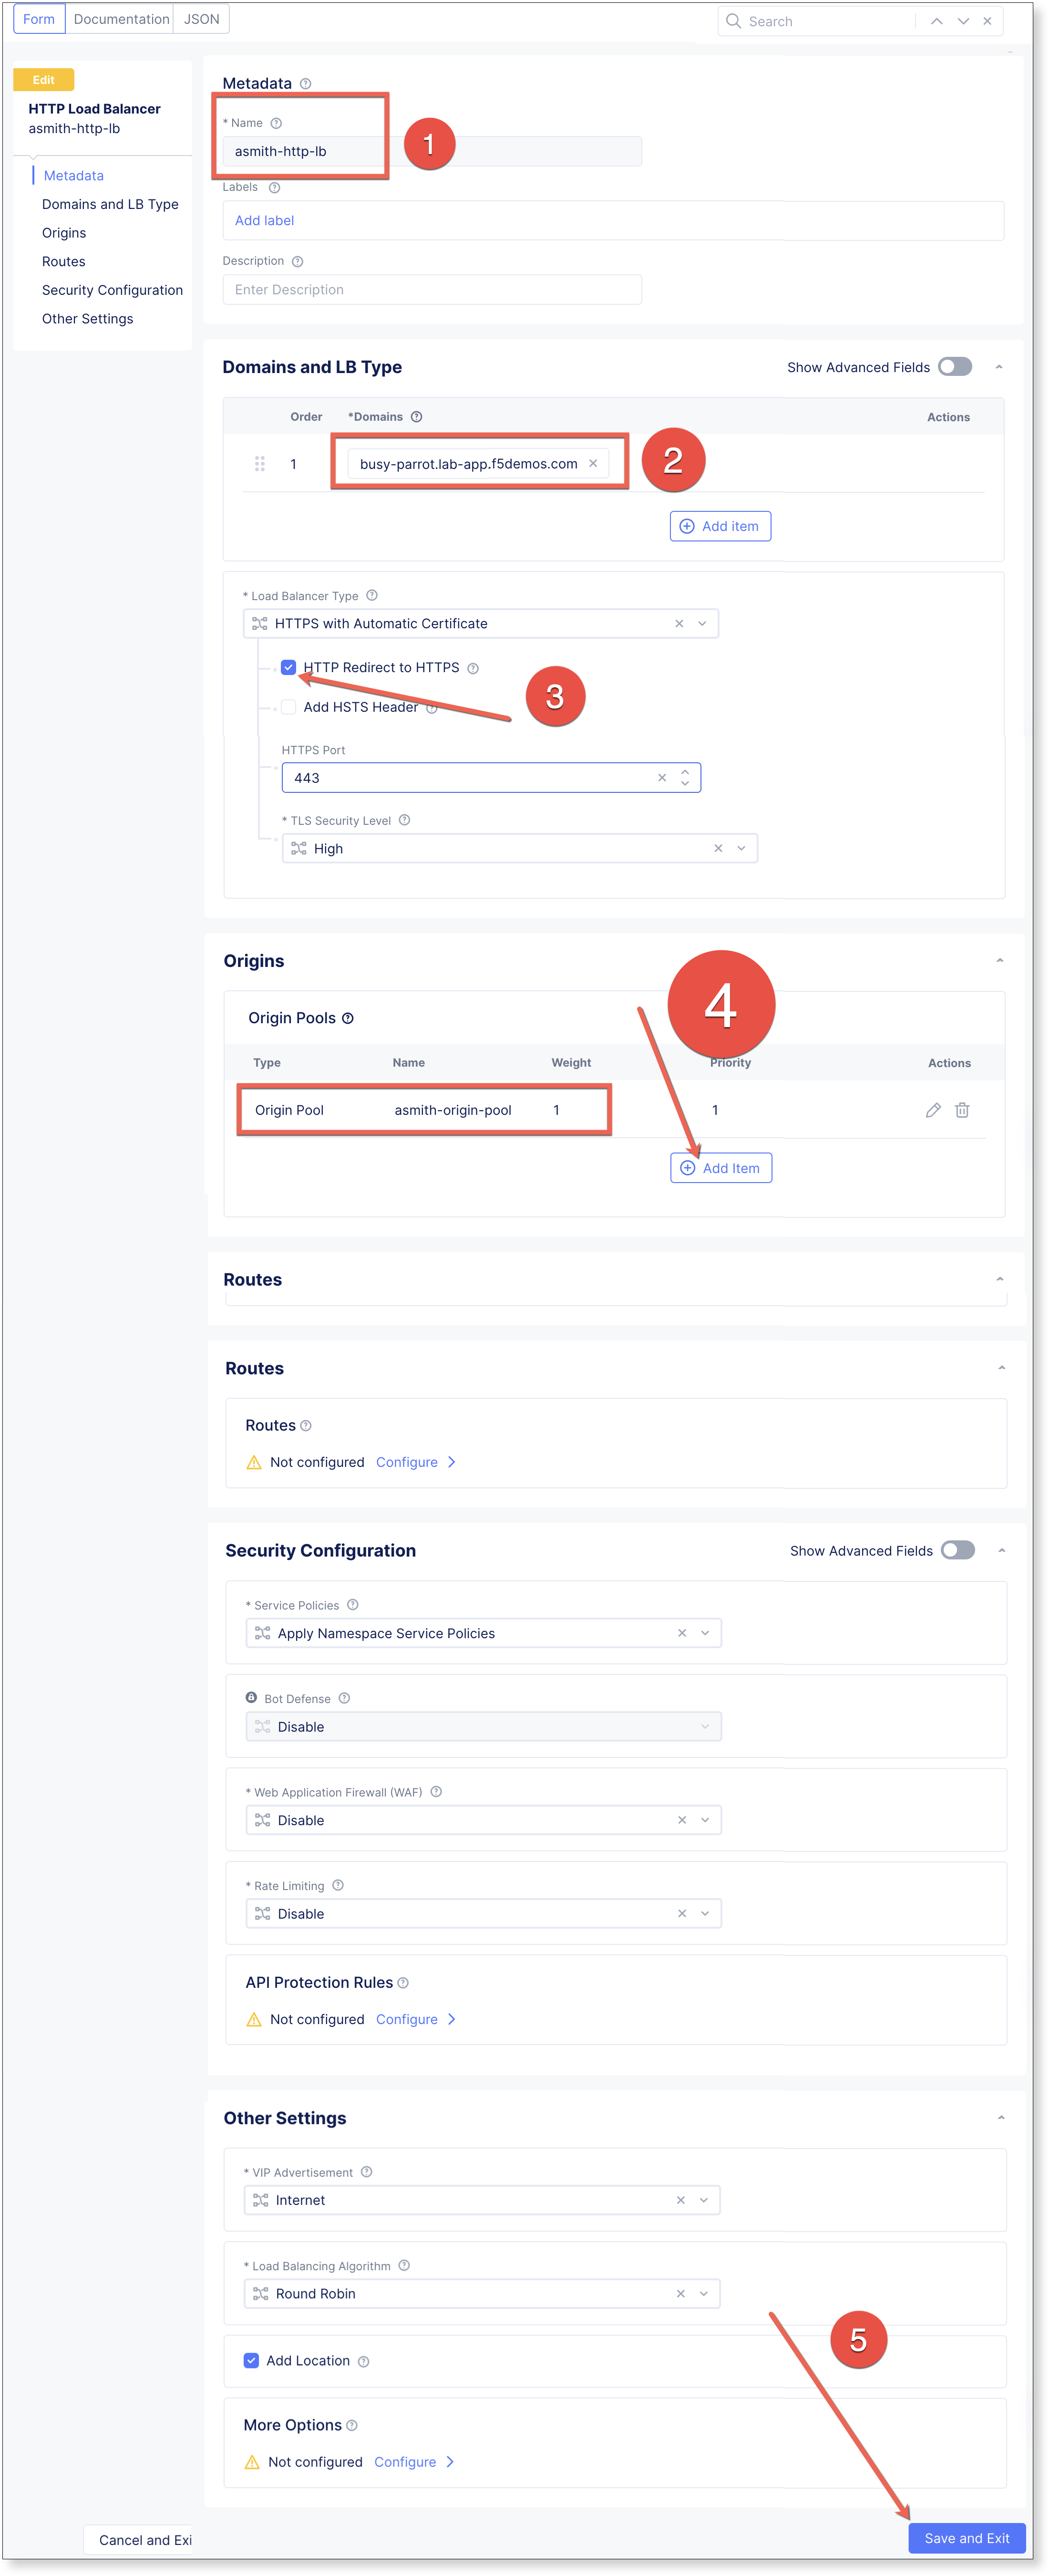 Form Documentation JSON
Search
Edit
HTTP Load Balancer
asmith-http-lb
Metadata
Domains and LB Type
Origins
Routes
Security Configuration
Other Settings
Metadata
* Name
asmith-http-lb
1
Labels
Add label
Description
Enter Description
Domains and LB Type
Show Advanced Fields
Order *Domains Actions
1 busy-parrot.lab-app.f5demos.com
2
Add item
* Load Balancer Type
HTTPS with Automatic Certificate
HTTP Redirect to HTTPS
3
Add HSTS Header
HTTPS Port
443
* TLS Security Level
High
Origins
4
Origin Pools
Type Name Weight Priority Actions
Origin Pool asmith-origin-pool 1 1
Add Item
Routes
Routes
Routes
Not configured Configure
Security Configuration
Show Advanced Fields
* Service Policies
Apply Namespace Service Policies
Bot Defense
Disable
* Web Application Firewall (WAF)
Disable
* Rate Limiting
Disable
API Protection Rules
Not configured Configure
Other Settings
* VIP Advertisement
Internet
* Load Balancing Algorithm
Round Robin
5
Add Location
More Options
Not configured Configure
Cancel and Exi
Save and Exit